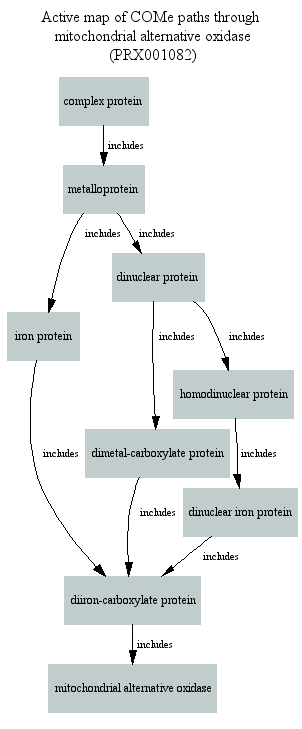 Active map of COMe paths through
mitochondrial alternative oxidase
(PRX001082)
complex protein
includes
metalloprotein
includes
includes
dinuclear protein
iron protein
includes
includes
homodinuclear protein
includes
dimetal-carboxylate protein
includes
includes
dinuclear iron protein
includes
diiron-carboxylate protein
includes
mitochondrial alternative oxidase